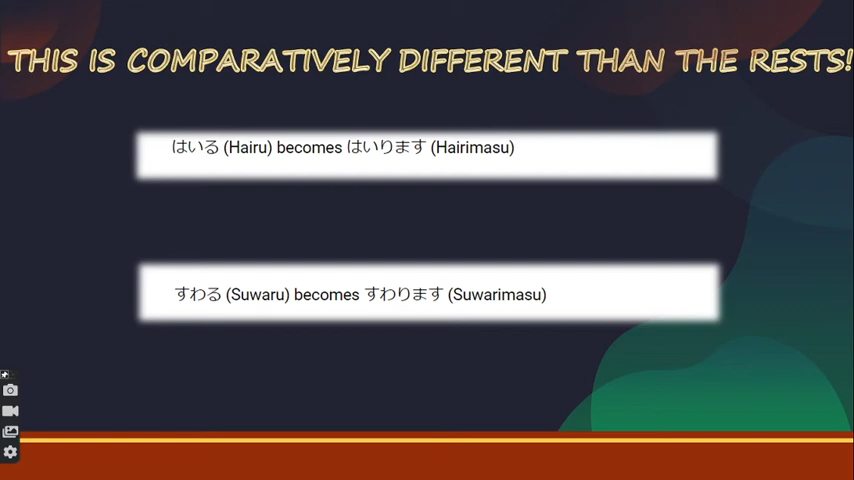 THIS IS COMPARATIVELY DIFFERENT THAN THE RESTS!
はいる (Hairu) becomes はいります (Hairimasu)
すわる (Suwaru) becomes すわります (Suwarimasu)